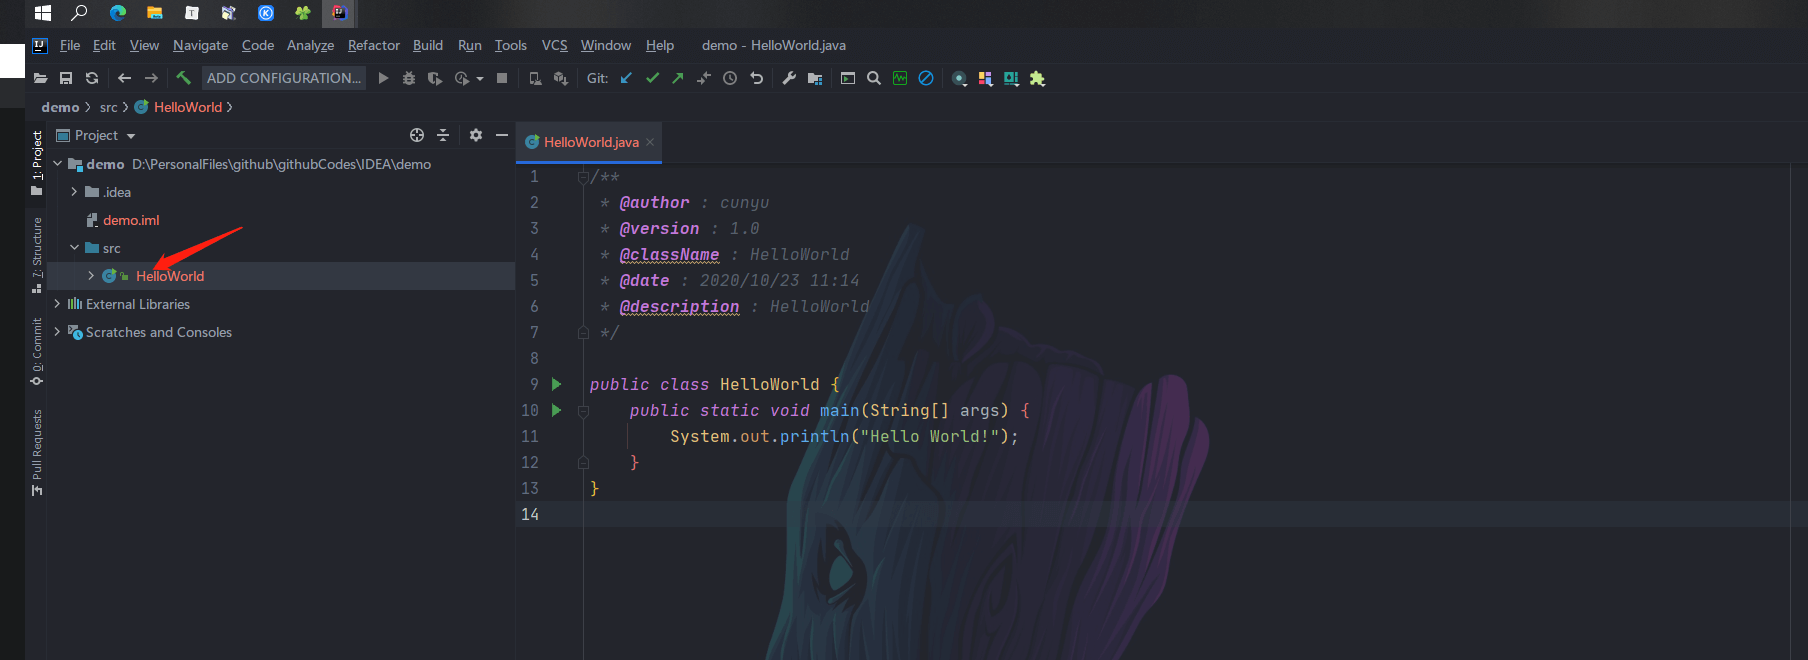 File Edit View Navigate Code Analyze Refactor Build Run Tools VCS Window Help demo - HelloWorld.java
ADD CONFIGURATION... Git:
demo src HelloWorld
1: Project
7: Structure
0: Commit
Pull Requests
Project
demo D:\PersonalFiles\github\githubCodes\IDEA\demo
.idea
demo.iml
src
HelloWorld
External Libraries
Scratches and Consoles
HelloWorld.java
1 /**
2 * @author : cunyu
3 * @version : 1.0
4 * @className : HelloWorld
5 * @date : 2020/10/23 11:14
6 * @description : HelloWorld
7 */
8
9 public class HelloWorld {
10 public static void main(String[] args) {
11 System.out.println("Hello World!");
12 }
13 }
14